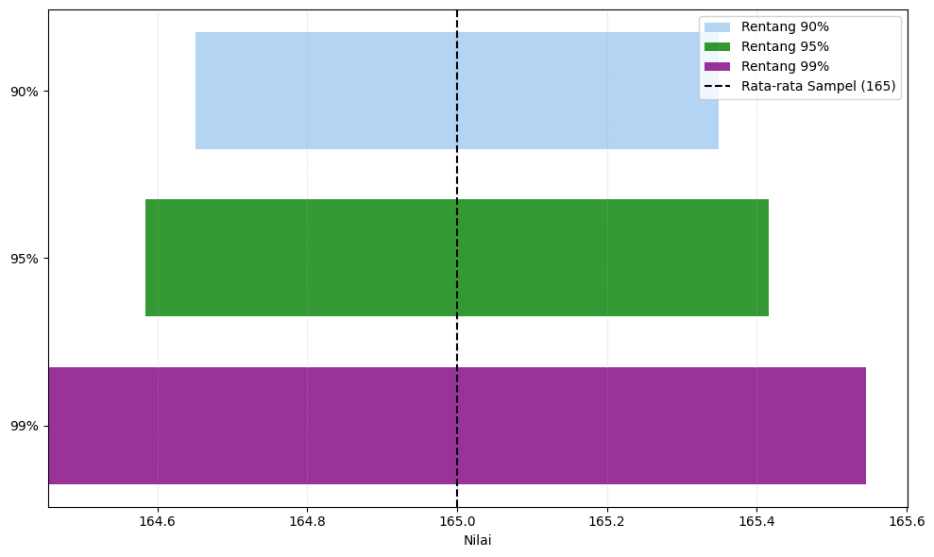 Rentang 90%
Rentang 95%
Rentang 99%
Rata-rata Sampel (165)
90%
95%
99%
164.6 164.8 165.0 165.2 165.4 165.6
Nilai